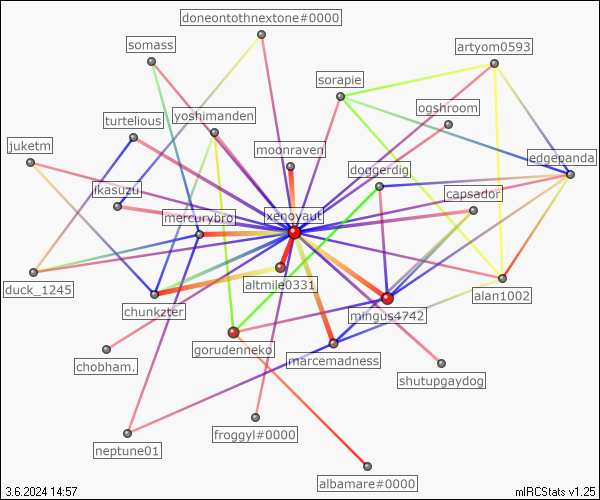 doneontothnextone#0000
somass
artyom0593
sorapie
ogshroom
turtelious
yoshimanden
juketm
moonraven
edgepanda
doggerdig
ikasuzu
capsador
mercurybro
xenoyaut
duck_1245
altmile0331
alan1002
chunkzter
mingus4742
gorudenneko
marcemadness
chobham.
shutupgaydog
froggyl#0000
neptune01
albamare#0000
3.6.2024 14:57
mIRCStats v1.25